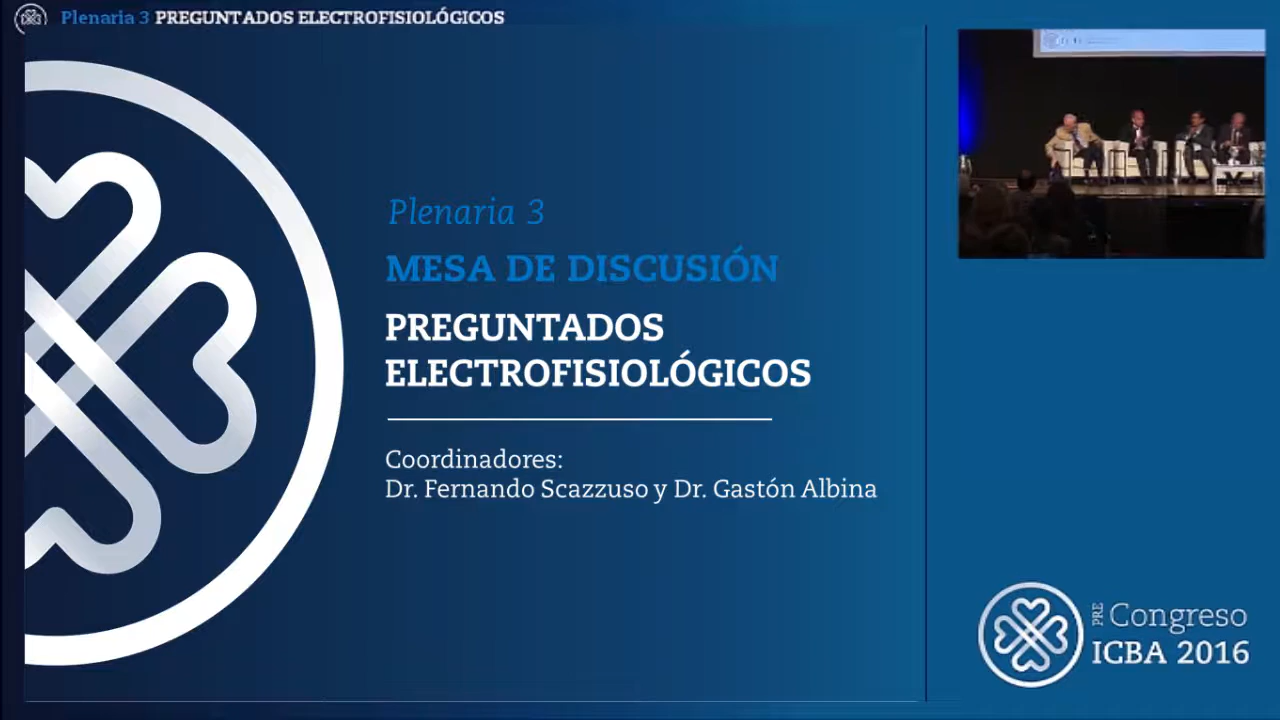 Plenaria 3 PREGUNTADOS ELECTROFISIOLÓGICOS
Plenaria 3
MESA DE DISCUSIÓN
PREGUNTADOS
ELECTROFISIOLÓGICOS
Coordinadores:
Dr. Fernando Scazzuso y Dr. Gastón Albina
PRE Congreso
ICBA 2016